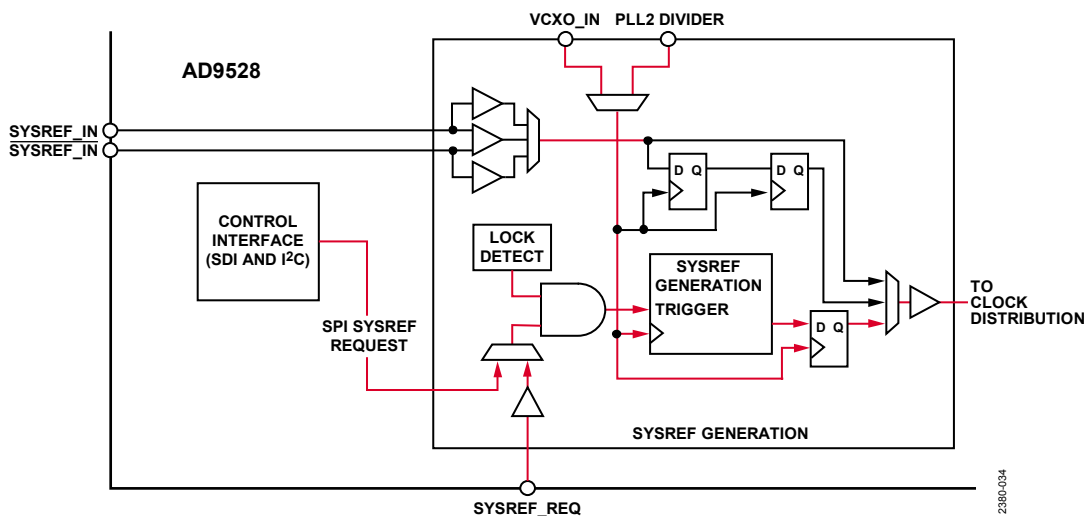 VCXO_IN PLL2 DIVIDER
AD9528
SYSREF_IN
SYSREF_IN
D Q
D Q
CONTROL
INTERFACE
(SDI AND I²C)
LOCK
DETECT
SYSREF
GENERATION
TRIGGER
D Q
TO
CLOCK
DISTRIBUTION
SPI SYSREF
REQUEST
SYSREF GENERATION
SYSREF_REQ
2380-034